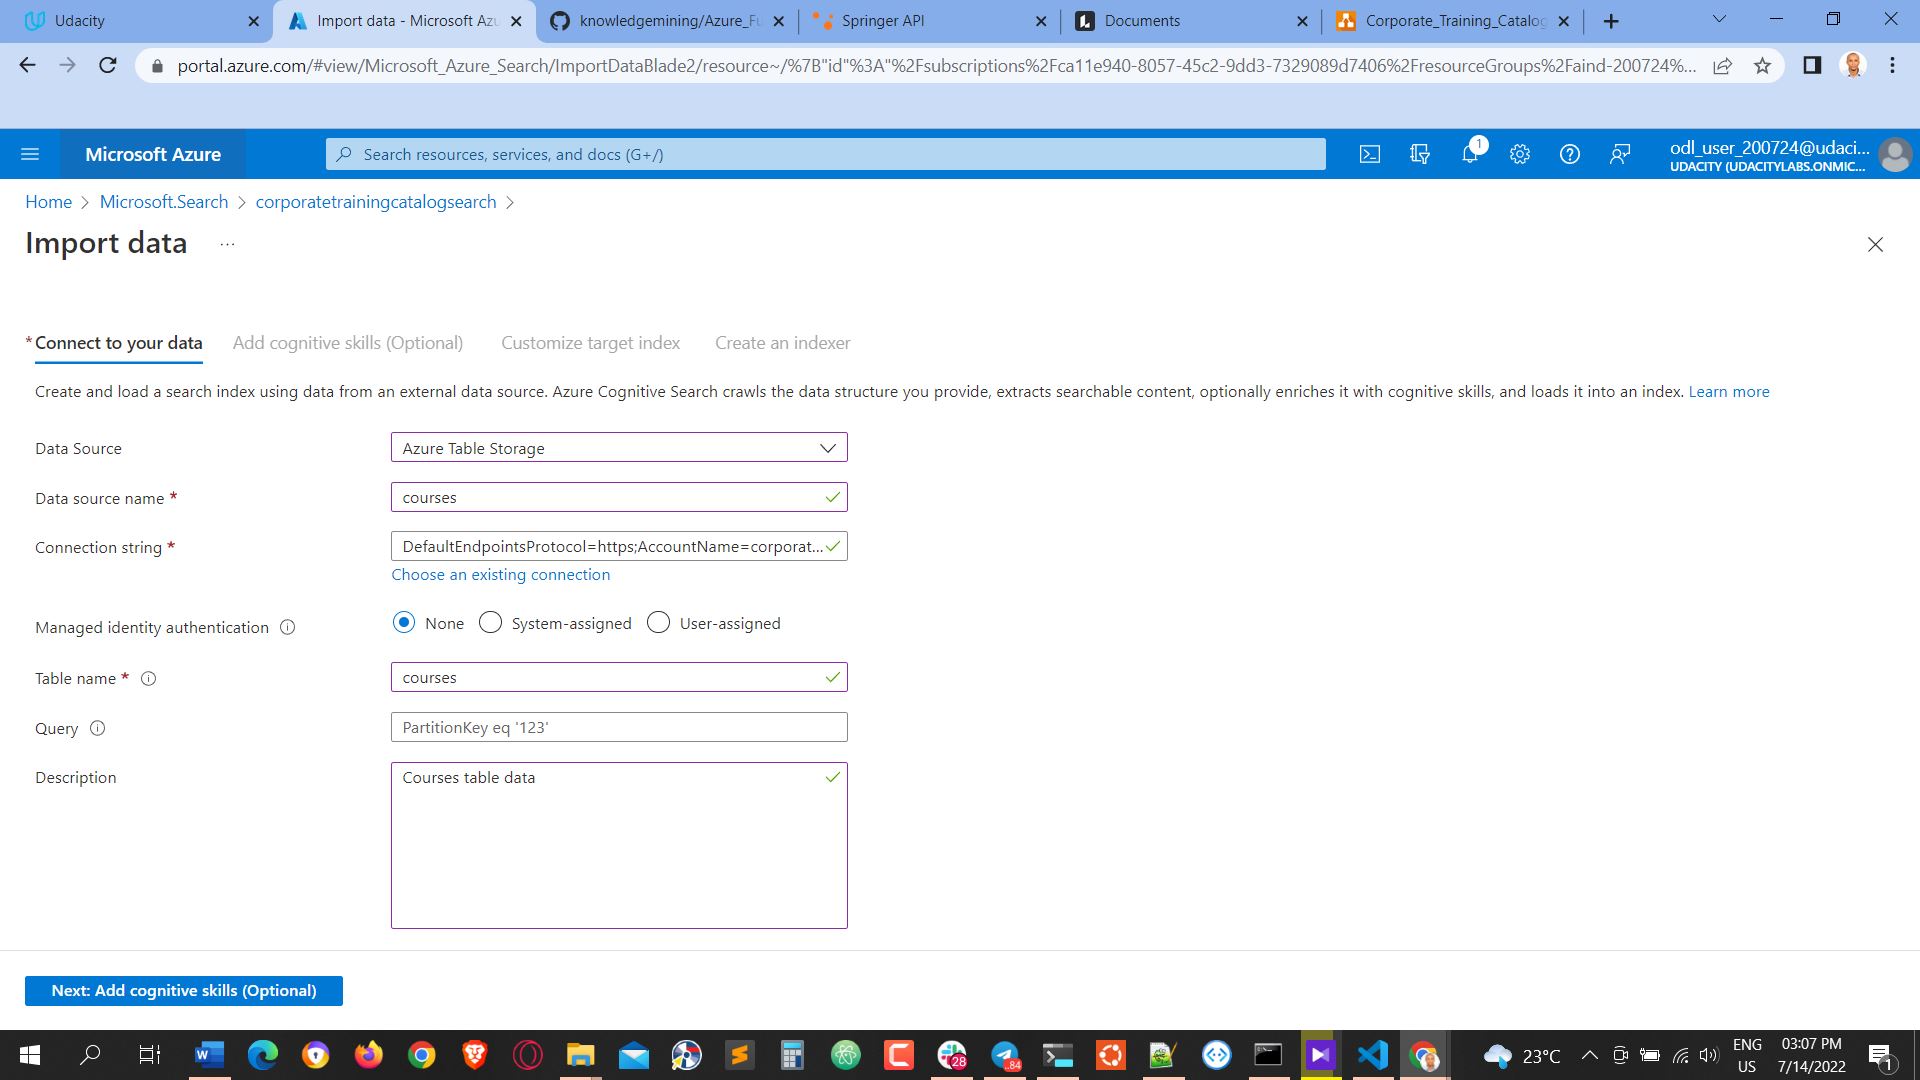 Udacity
Import data - Microsoft Azu
knowledgemining/Azure_Fu
Springer API
Documents
Corporate_Training_Catalog
portal.azure.com/#view/Microsoft_Azure_Search/ImportDataBlade2/resource~/%7B"id"%3A"%2Fsubscriptions%2Fca11e940-8057-45c2-9dd3-7329089d7406%2FresourceGroups%2Faind-200724%...
Microsoft Azure
Search resources, services, and docs (G+/)
1
odl_user_200724@udaci...
UDACITY (UDACITYLABS.ONMIC...
Home > Microsoft.Search > corporatetrainingcatalogsearch >
Import data ...
* Connect to your data
Add cognitive skills (Optional)
Customize target index
Create an indexer
Create and load a search index using data from an external data source. Azure Cognitive Search crawls the data structure you provide, extracts searchable content, optionally enriches it with cognitive skills, and loads it into an index. Learn more
Data Source
Azure Table Storage
Data source name *
courses
Connection string *
DefaultEndpointsProtocol=https;AccountName=corporat...
Choose an existing connection
Managed identity authentication
None
System-assigned
User-assigned
Table name *
courses
Query
PartitionKey eq '123'
Description
Courses table data
Next: Add cognitive skills (Optional)
28
84
23°C
ENG
US
03:07 PM
7/14/2022
1